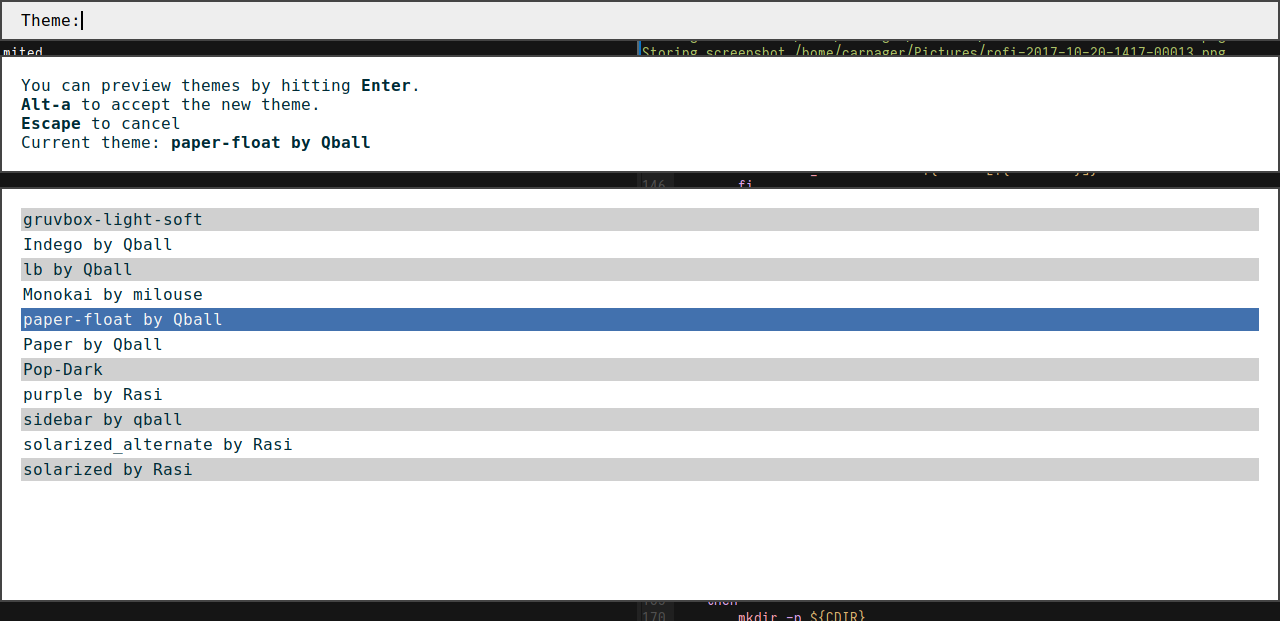 Theme:
mited
Storing screenshot /home/carnager/Pictures/rofi-2017-10-20-1417-00013.png
You can preview themes by hitting Enter.
Alt-a to accept the new theme.
Escape to cancel
Current theme: paper-float by Qball
146 fi
gruvbox-light-soft
Indego by Qball
lb by Qball
Monokai by milouse
paper-float by Qball
Paper by Qball
Pop-Dark
purple by Rasi
sidebar by qball
solarized_alternate by Rasi
solarized by Rasi
170 mkdir -p ${CDIR}